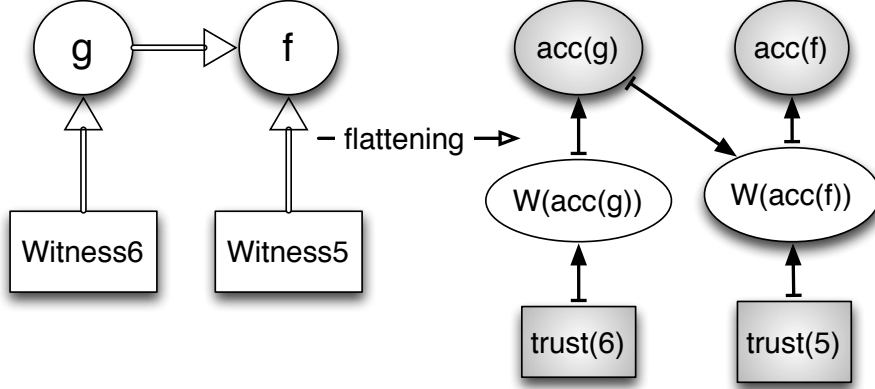 g
f
Witness6
Witness5
flattening
acc(g)
acc(f)
W(acc(g))
W(acc(f))
trust(6)
trust(5)